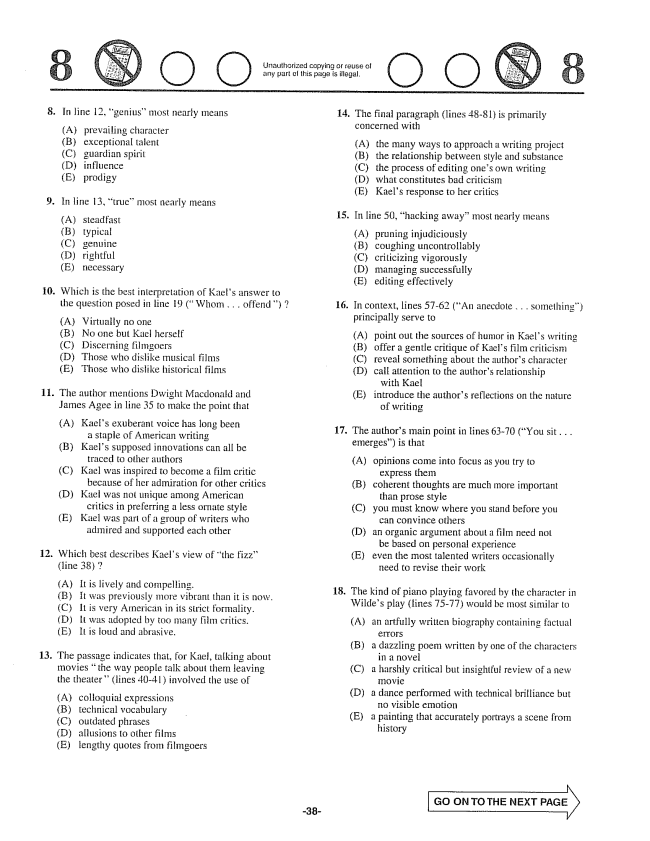 8
Unauthorized copying or reuse of
any part of this page is illegal.
8
8. In line 12, "genius" most nearly means
(A) prevailing character
(B) exceptional talent
(C) guardian spirit
(D) influence
(E) prodigy
9. In line 13, "true" most nearly means
(A) steadfast
(B) typical
(C) genuine
(D) rightful
(E) necessary
10. Which is the best interpretation of Kael's answer to
the question posed in line 19 ("Whom . . . offend") ?
(A) Virtually no one
(B) No one but Kael herself
(C) Discerning filmgoers
(D) Those who dislike musical films
(E) Those who dislike historical films
11. The author mentions Dwight Macdonald and
James Agee in line 35 to make the point that
(A) Kael's exuberant voice has long been
a staple of American writing
(B) Kael's supposed innovations can all be
traced to other authors
(C) Kael was inspired to become a film critic
because of her admiration for other critics
(D) Kael was not unique among American
critics in preferring a less ornate style
(E) Kael was part of a group of writers who
admired and supported each other
12. Which best describes Kael's view of "the fizz"
(line 38) ?
(A) It is lively and compelling.
(B) It was previously more vibrant than it is now.
(C) It is very American in its strict formality.
(D) It was adopted by too many film critics.
(E) It is loud and abrasive.
13. The passage indicates that, for Kael, talking about
movies "the way people talk about them leaving
the theater" (lines 40-41) involved the use of
(A) colloquial expressions
(B) technical vocabulary
(C) outdated phrases
(D) allusions to other films
(E) lengthy quotes from filmgoers
14. The final paragraph (lines 48-81) is primarily
concerned with
(A) the many ways to approach a writing project
(B) the relationship between style and substance
(C) the process of editing one's own writing
(D) what constitutes bad criticism
(E) Kael's response to her critics
15. In line 50, "hacking away" most nearly means
(A) pruning injudiciously
(B) coughing uncontrollably
(C) criticizing vigorously
(D) managing successfully
(E) editing effectively
16. In context, lines 57-62 ("An anecdote . . . something")
principally serve to
(A) point out the sources of humor in Kael's writing
(B) offer a gentle critique of Kael's film criticism
(C) reveal something about the author's character
(D) call attention to the author's relationship
with Kael
(E) introduce the author's reflections on the nature
of writing
17. The author's main point in lines 63-70 ("You sit . . .
emerges") is that
(A) opinions come into focus as you try to
express them
(B) coherent thoughts are much more important
than prose style
(C) you must know where you stand before you
can convince others
(D) an organic argument about a film need not
be based on personal experience
(E) even the most talented writers occasionally
need to revise their work
18. The kind of piano playing favored by the character in
Wilde's play (lines 75-77) would be most similar to
(A) an artfully written biography containing factual
errors
(B) a dazzling poem written by one of the characters
in a novel
(C) a harshly critical but insightful review of a new
movie
(D) a dance performed with technical brilliance but
no visible emotion
(E) a painting that accurately portrays a scene from
history
-38-
GO ON TO THE NEXT PAGE